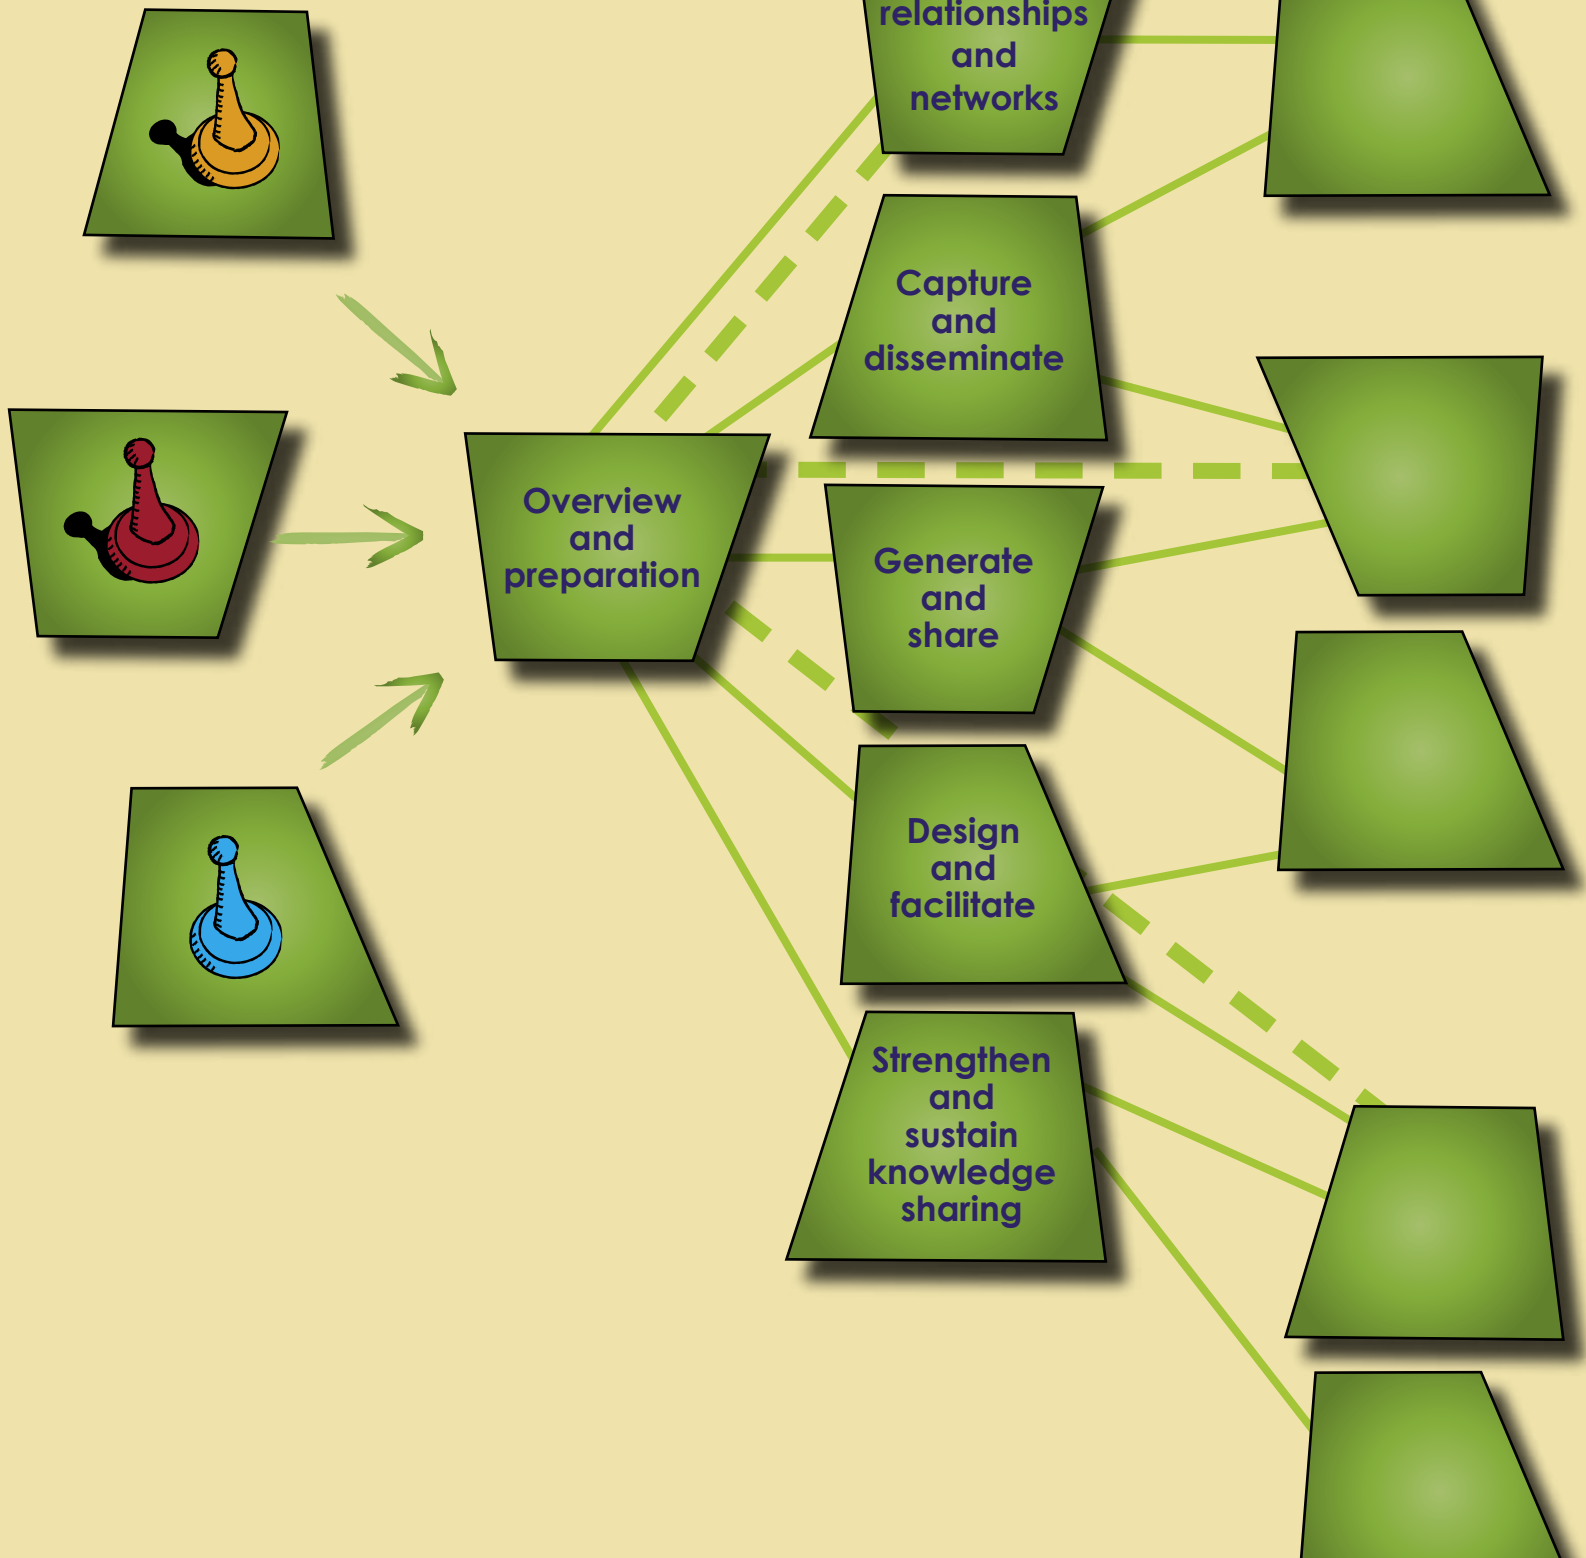 relationships
and
networks
Capture
and
disseminate
Overview
and
preparation
Generate
and
share
Design
and
facilitate
Strengthen
and
sustain
knowledge
sharing